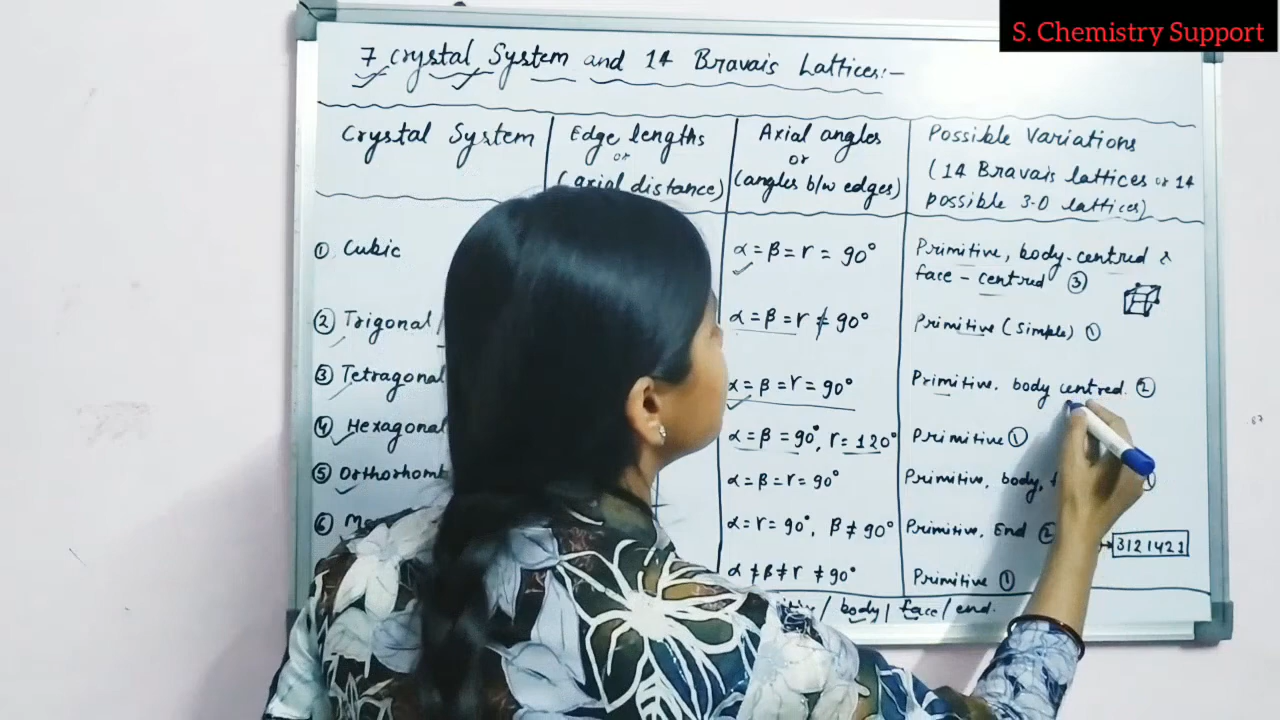 S. Chemistry Support
7 Crystal System and 14 Bravais Lattices:-
Crystal System
Edge lengths
or
(axial distance)
Axial angles
or
(angles b/w edges)
Possible Variations
(14 Bravais lattices or 14
possible 3-D lattices)
① Cubic
α = β = r = 90°
Primitive, body-centred &
face-centred ③
② Trigonal /
α = β = r ≠ 90°
Primitive (Simple) ①
③ Tetragonal
α = β = r = 90°
Primitive, body centred. ②
④ Hexagonal
α = β = 90°, r = 120°
Primitive ①
⑤ Orthorhomb
α = β = r = 90°
Primitive, body,
⑥
α = r = 90°, β ≠ 90°
Primitive, End ②
3121421
α ≠ β ≠ r ≠ 90°
Primitive ①
/ body / face / end.